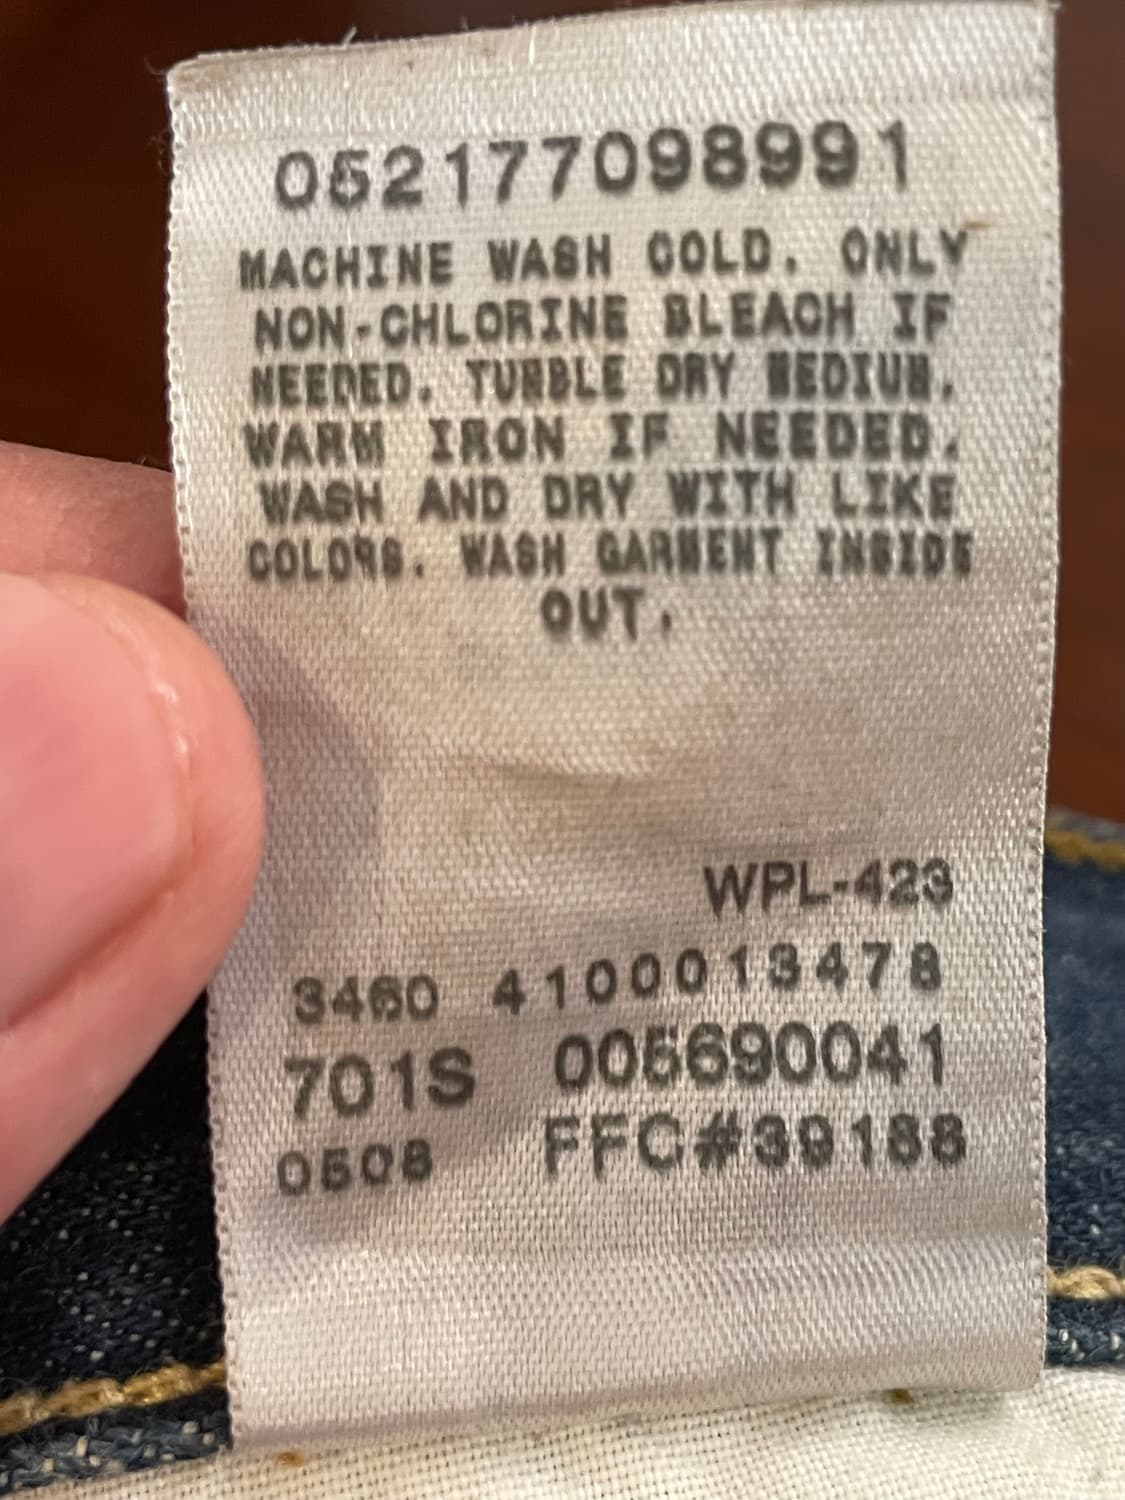 052177098991
MACHINE WASH COLD. ONLY
NON-CHLORINE BLEACH IF
NEEDED. TUMBLE DRY MEDIUM.
WARM IRON IF NEEDED.
WASH AND DRY WITH LIKE
COLORS. WASH GARMENT INSIDE
OUT.
WPL-423
3460 4100013478
701S 005690041
0508 FFC#39188